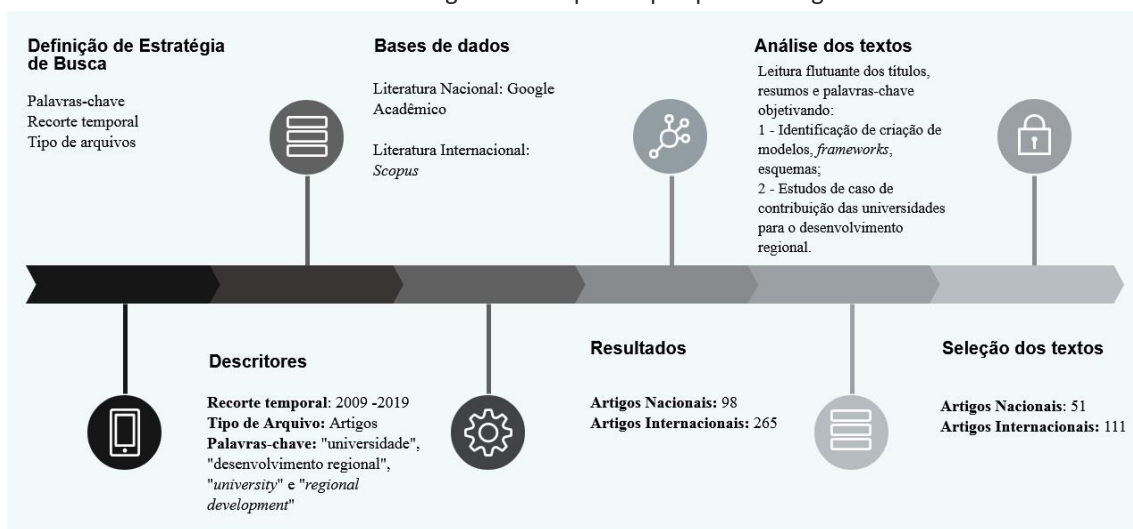 Definição de Estratégia
de Busca
Palavras-chave
Recorte temporal
Tipo de arquivos
Descritores
Recorte temporal: 2009 -2019
Tipo de Arquivo: Artigos
Palavras-chave: "universidade",
"desenvolvimento regional",
"university" e "regional
development"
Bases de dados
Literatura Nacional: Google
Acadêmico
Literatura Internacional:
Scopus
Resultados
Artigos Nacionais: 98
Artigos Internacionais: 265
Análise dos textos
Leitura flutuante dos títulos,
resumos e palavras-chave
objetivando:
1 - Identificação de criação de
modelos, frameworks,
esquemas;
2 - Estudos de caso de
contribuição das universidades
para o desenvolvimento
regional.
Seleção dos textos
Artigos Nacionais: 51
Artigos Internacionais: 111